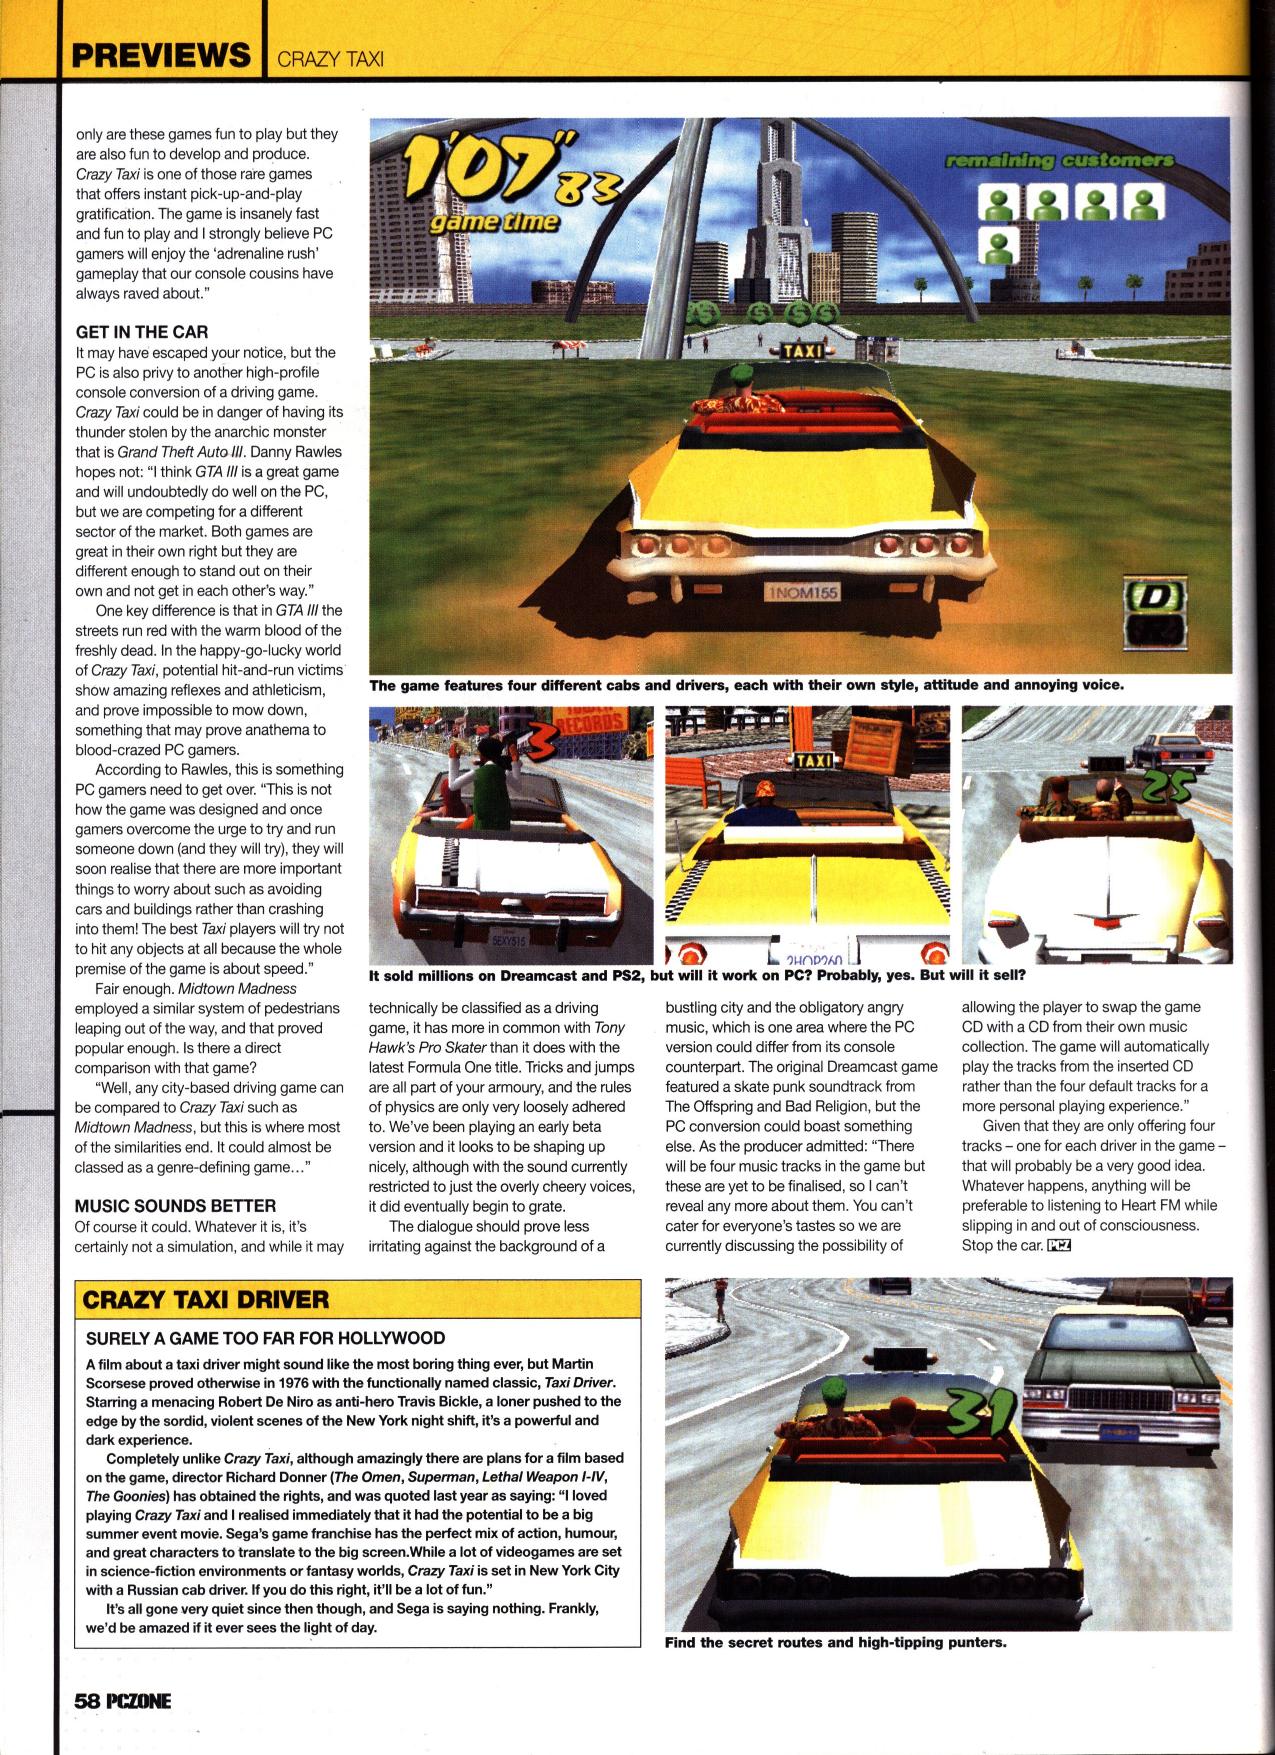 PREVIEWS CRAZY TAXI
only are these games fun to play but they
are also fun to develop and produce.
Crazy Taxi is one of those rare games
that offers instant pick-up-and-play
gratification. The game is insanely fast
and fun to play and I strongly believe PC
gamers will enjoy the ‘adrenaline rush’
gameplay that our console cousins have
always raved about.”
GET IN THE CAR
It may have escaped your notice, but the
PC is also privy to another high-profile
console conversion of a driving game.
Crazy Taxi could be in danger of having its
thunder stolen by the anarchic monster
that is Grand Theft Auto III. Danny Rawles
hopes not: “I think GTA III is a great game
and will undoubtedly do well on the PC,
but we are competing for a different
sector of the market. Both games are
great in their own right but they are
different enough to stand out on their
own and not get in each other’s way.”
One key difference is that in GTA III the
streets run red with the warm blood of the
freshly dead. In the happy-go-lucky world
of Crazy Taxi, potential hit-and-run victims
show amazing reflexes and athleticism,
and prove impossible to mow down,
something that may prove anathema to
blood-crazed PC gamers.
According to Rawles, this is something
PC gamers need to get over. “This is not
how the game was designed and once
gamers overcome the urge to try and run
someone down (and they will try), they will
soon realise that there are more important
things to worry about such as avoiding
cars and buildings rather than crashing
into them! The best Taxi players will try not
to hit any objects at all because the whole
premise of the game is about speed.”
Fair enough. Midtown Madness
employed a similar system of pedestrians
leaping out of the way, and that proved
popular enough. Is there a direct
comparison with that game?
“Well, any city-based driving game can
be compared to Crazy Taxi such as
Midtown Madness, but this is where most
of the similarities end. It could almost be
classed as a genre-defining game…”
MUSIC SOUNDS BETTER
Of course it could. Whatever it is, it’s
certainly not a simulation, and while it may
1'07"83
game time
remaining customers
TAXI
1NOM155
D
R
The game features four different cabs and drivers, each with their own style, attitude and annoying voice.
RECORDS
3
5EXY515
TAXI
2HOP260
25
It sold millions on Dreamcast and PS2, but will it work on PC? Probably, yes. But will it sell?
technically be classified as a driving
game, it has more in common with Tony
Hawk’s Pro Skater than it does with the
latest Formula One title. Tricks and jumps
are all part of your armoury, and the rules
of physics are only very loosely adhered
to. We’ve been playing an early beta
version and it looks to be shaping up
nicely, although with the sound currently
restricted to just the overly cheery voices,
it did eventually begin to grate.
The dialogue should prove less
irritating against the background of a
bustling city and the obligatory angry
music, which is one area where the PC
version could differ from its console
counterpart. The original Dreamcast game
featured a skate punk soundtrack from
The Offspring and Bad Religion, but the
PC conversion could boast something
else. As the producer admitted: “There
will be four music tracks in the game but
these are yet to be finalised, so I can’t
reveal any more about them. You can’t
cater for everyone’s tastes so we are
currently discussing the possibility of
allowing the player to swap the game
CD with a CD from their own music
collection. The game will automatically
play the tracks from the inserted CD
rather than the four default tracks for a
more personal playing experience.”
Given that they are only offering four
tracks – one for each driver in the game –
that will probably be a very good idea.
Whatever happens, anything will be
preferable to listening to Heart FM while
slipping in and out of consciousness.
Stop the car. PCZ
CRAZY TAXI DRIVER
SURELY A GAME TOO FAR FOR HOLLYWOOD
A film about a taxi driver might sound like the most boring thing ever, but Martin
Scorsese proved otherwise in 1976 with the functionally named classic, Taxi Driver.
Starring a menacing Robert De Niro as anti-hero Travis Bickle, a loner pushed to the
edge by the sordid, violent scenes of the New York night shift, it’s a powerful and
dark experience.
Completely unlike Crazy Taxi, although amazingly there are plans for a film based
on the game, director Richard Donner (The Omen, Superman, Lethal Weapon I-IV,
The Goonies) has obtained the rights, and was quoted last year as saying: “I loved
playing Crazy Taxi and I realised immediately that it had the potential to be a big
summer event movie. Sega’s game franchise has the perfect mix of action, humour,
and great characters to translate to the big screen.While a lot of videogames are set
in science-fiction environments or fantasy worlds, Crazy Taxi is set in New York City
with a Russian cab driver. If you do this right, it’ll be a lot of fun.”
It’s all gone very quiet since then though, and Sega is saying nothing. Frankly,
we’d be amazed if it ever sees the light of day.
31
Find the secret routes and high-tipping punters.
58 PCZONE